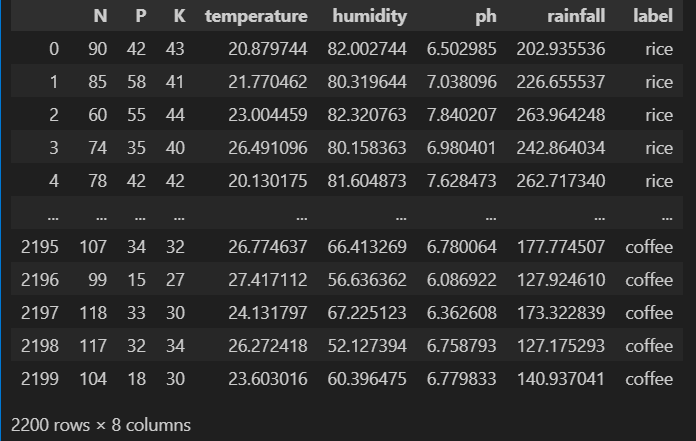 N P K temperature humidity ph rainfall label
0 90 42 43 20.879744 82.002744 6.502985 202.935536 rice
1 85 58 41 21.770462 80.319644 7.038096 226.655537 rice
2 60 55 44 23.004459 82.320763 7.840207 263.964248 rice
3 74 35 40 26.491096 80.158363 6.980401 242.864034 rice
4 78 42 42 20.130175 81.604873 7.628473 262.717340 rice
... ... ... ... ... ... ... ... ...
2195 107 34 32 26.774637 66.413269 6.780064 177.774507 coffee
2196 99 15 27 27.417112 56.636362 6.086922 127.924610 coffee
2197 118 33 30 24.131797 67.225123 6.362608 173.322839 coffee
2198 117 32 34 26.272418 52.127394 6.758793 127.175293 coffee
2199 104 18 30 23.603016 60.396475 6.779833 140.937041 coffee
2200 rows × 8 columns